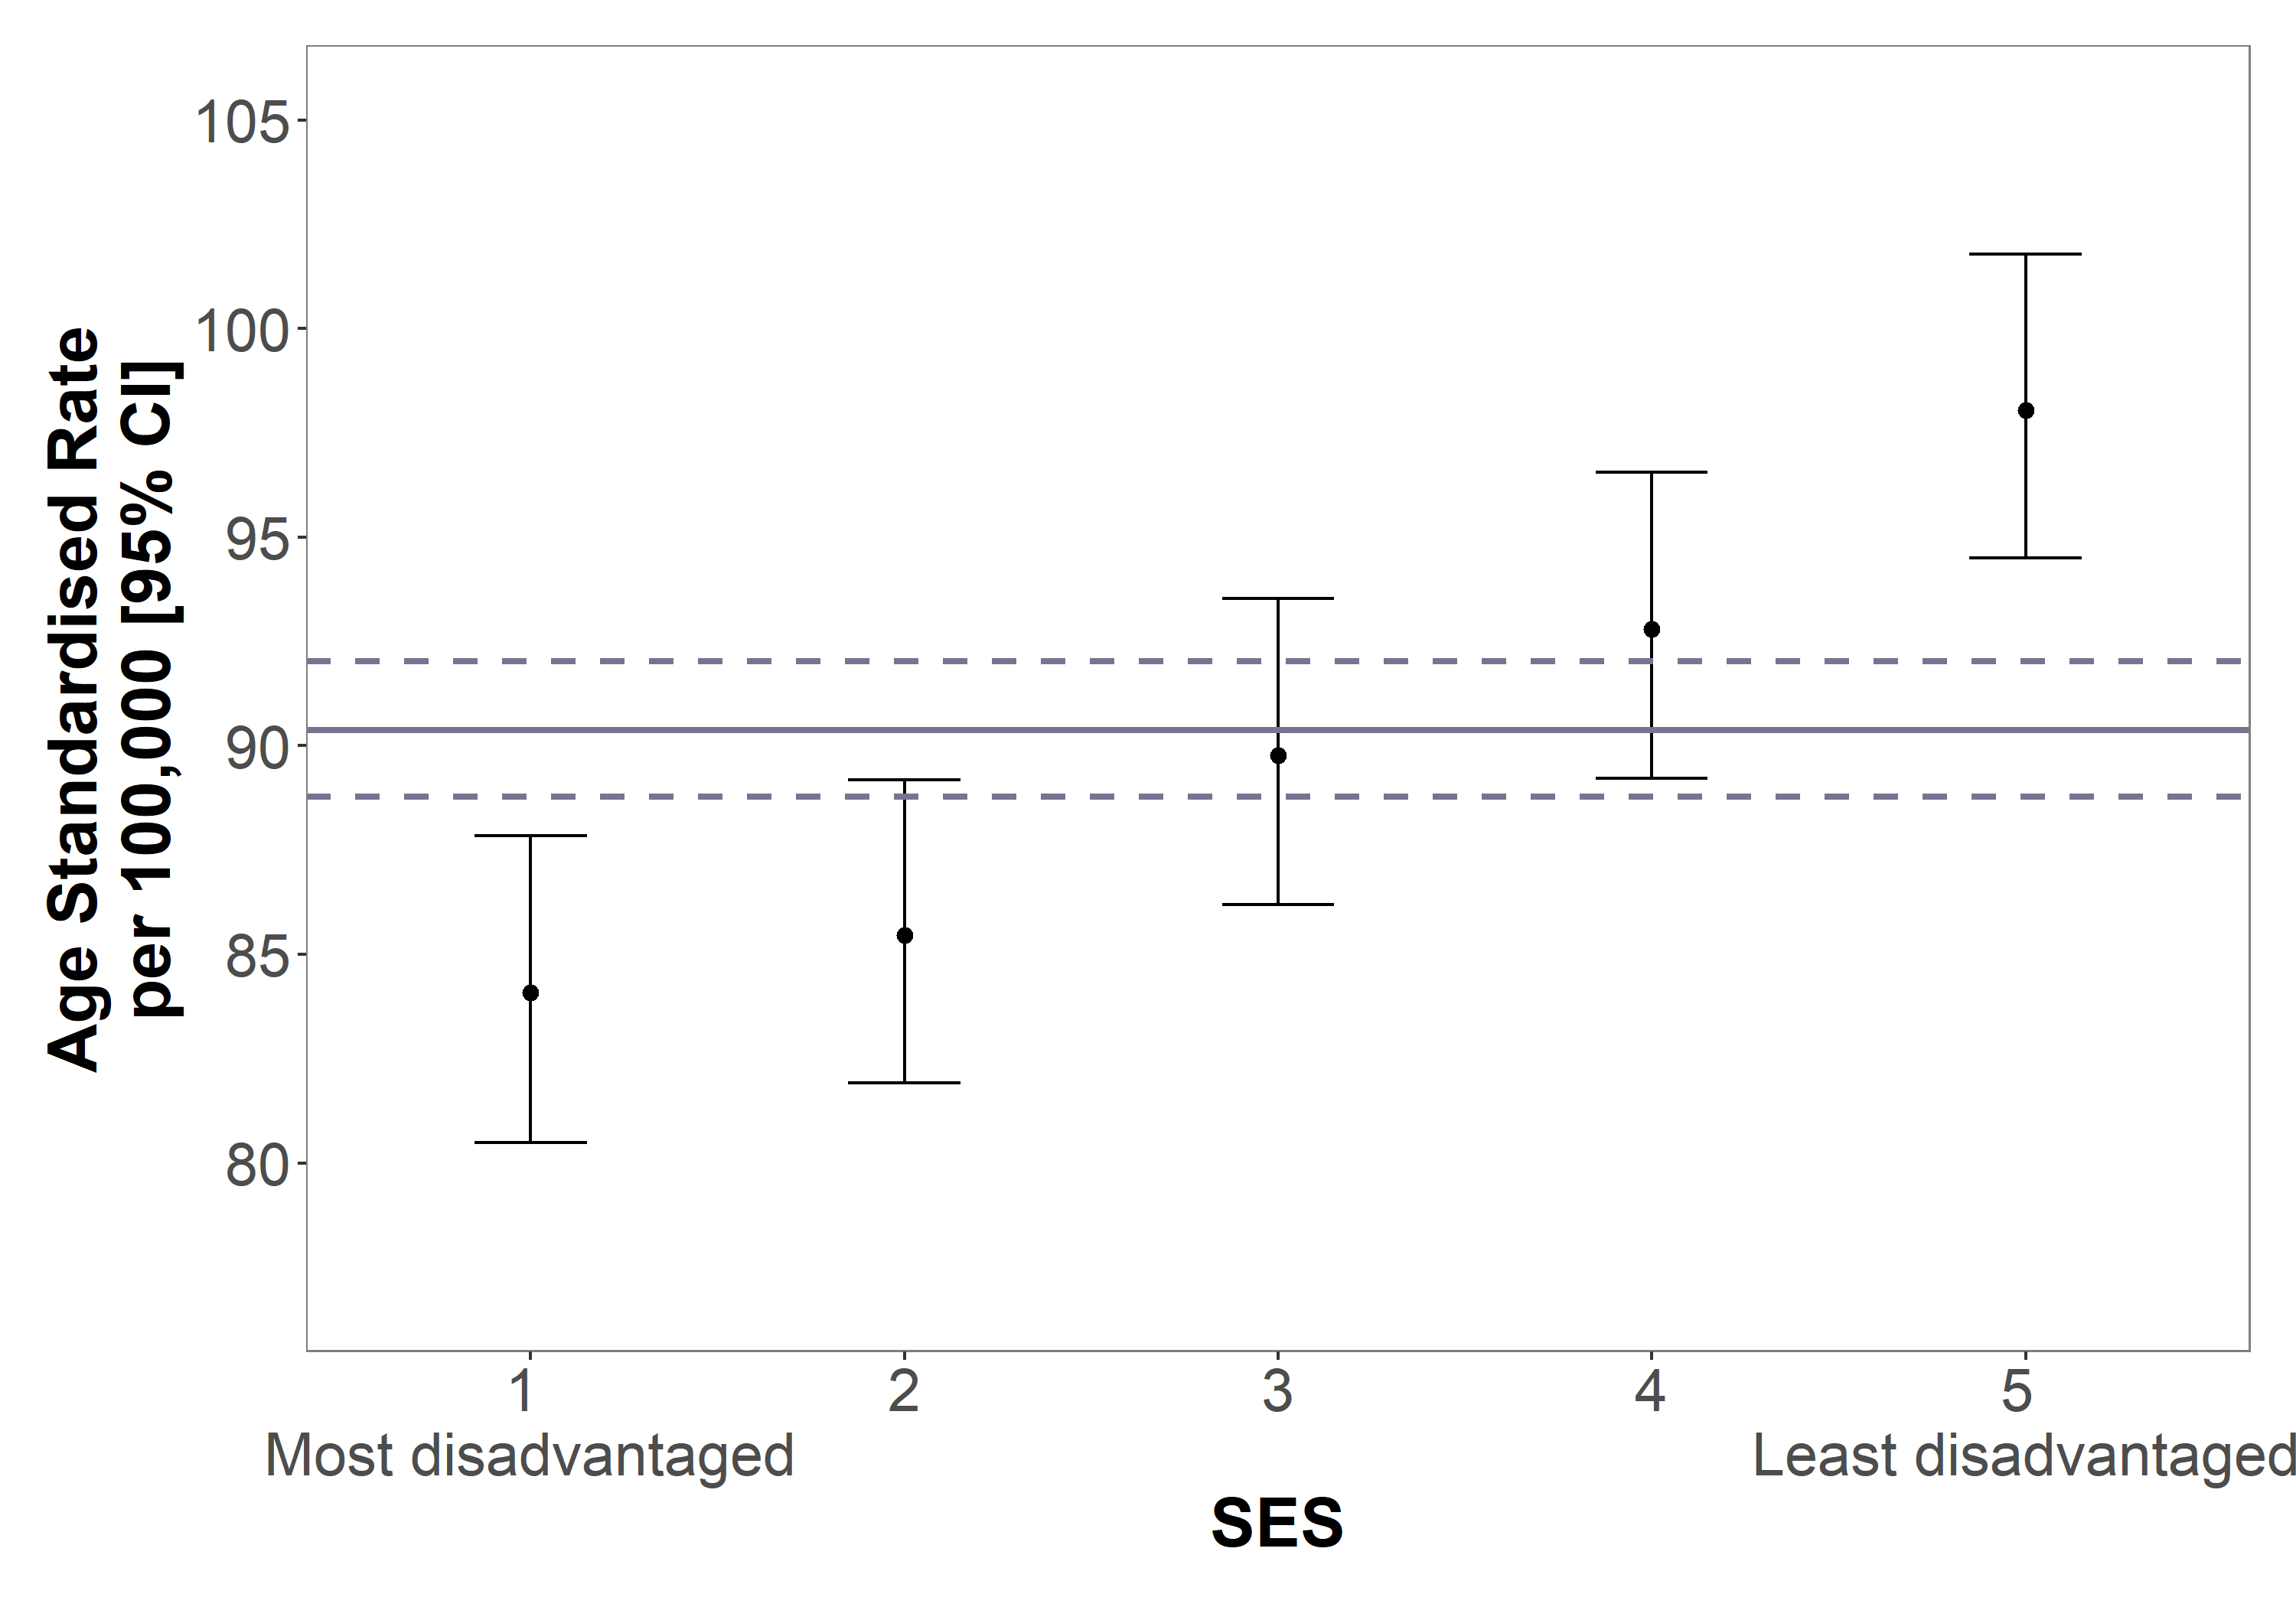 Age Standardised Rate
per 100,000 [95% CI]
105
100
95
90
85
80
1
2
3
4
5
Most disadvantaged
Least disadvantaged
SES